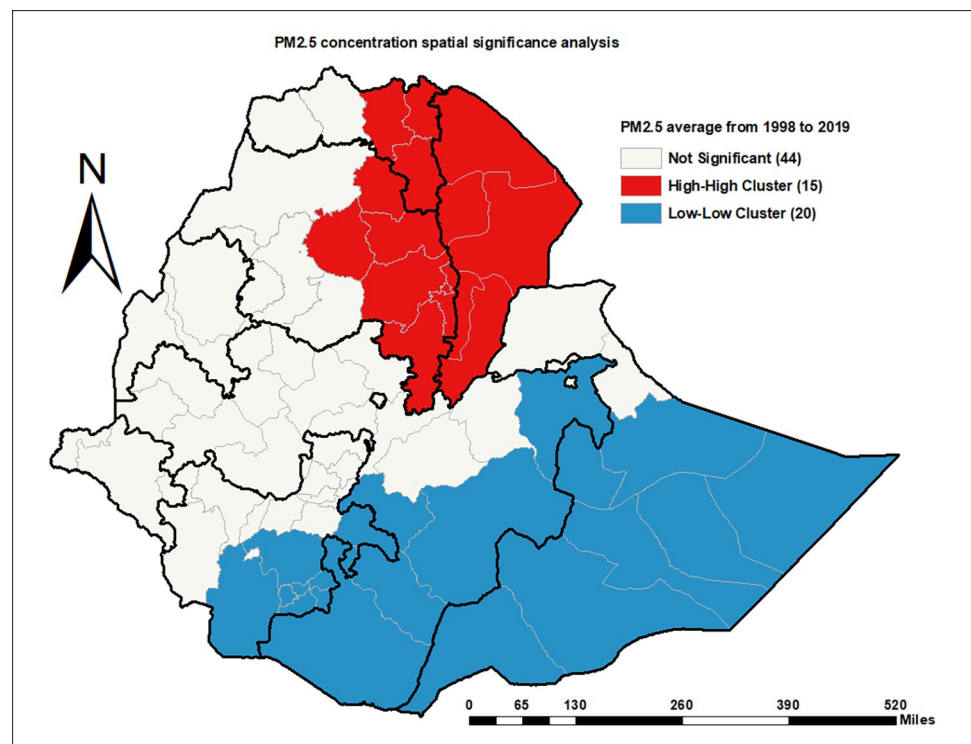 PM2.5 concentration spatial significance analysis
N
PM2.5 average from 1998 to 2019
Not Significant (44)
High-High Cluster (15)
Low-Low Cluster (20)
0 65 130 260 390 520
Miles